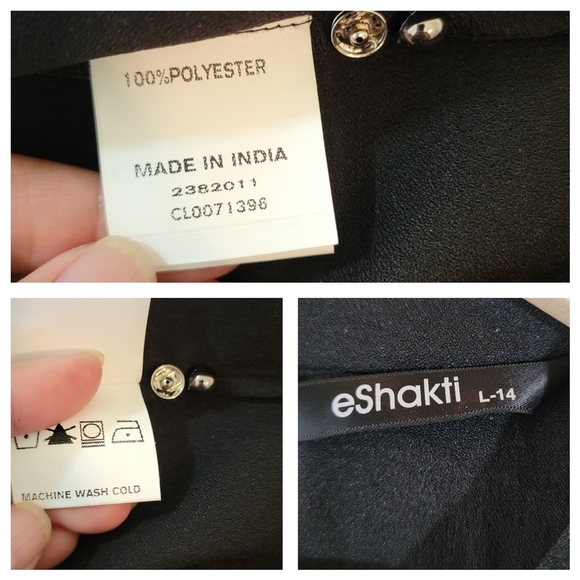 100%POLYESTER
MADE IN INDIA
2382011
CL0071396
MACHINE WASH COLD
eShakti L-14